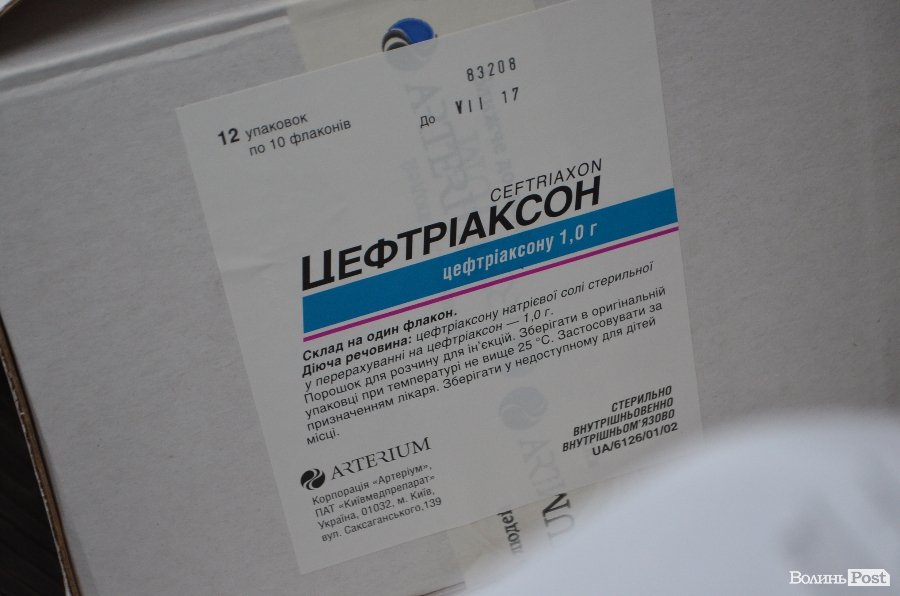 83208
12 упаковок
по 10 флаконів
До VII 17
CEFTRIAXON
ЦЕФТРІАКСОН
цефтріаксону 1,0 г
Склад на один флакон.
Діюча речовина: цефтріаксону натрієвої солі стерильної
у перерахуванні на цефтріаксон — 1,0 г.
Порошок для розчину для ін’єкцій. Зберігати в оригінальній
упаковці при температурі не вище 25 °C. Застосовувати за
призначенням лікаря. Зберігати у недоступному для дітей
місці.
СТЕРИЛЬНО
ВНУТРІШНЬОВЕННО
ВНУТРІШНЬОМ’ЯЗОВО
UA/6126/01/02
ARTERIUM
Корпорація «Артеріум»,
ПАТ «Київмедпрепарат»
Україна, 01032, м. Київ,
вул. Саксаганського,139
ВолиньPost